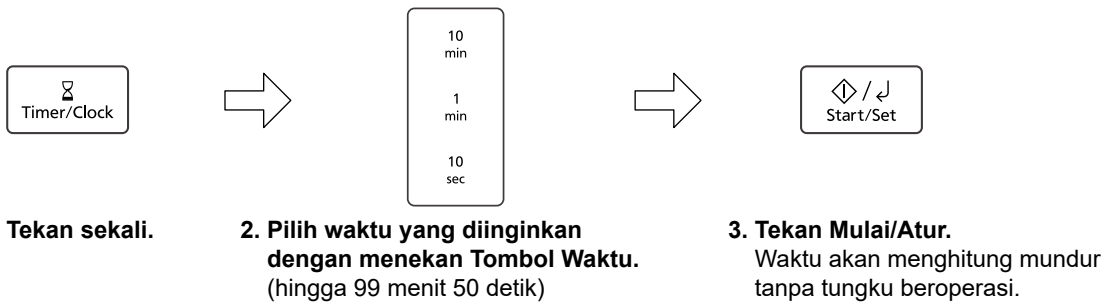 Timer/Clock
10
min
1
min
10
sec
/
Start/Set
Tekan sekali.
2. Pilih waktu yang diinginkan
dengan menekan Tombol Waktu.
(hingga 99 menit 50 detik)
3. Tekan Mulai/Atur.
Waktu akan menghitung mundur
tanpa tungku beroperasi.